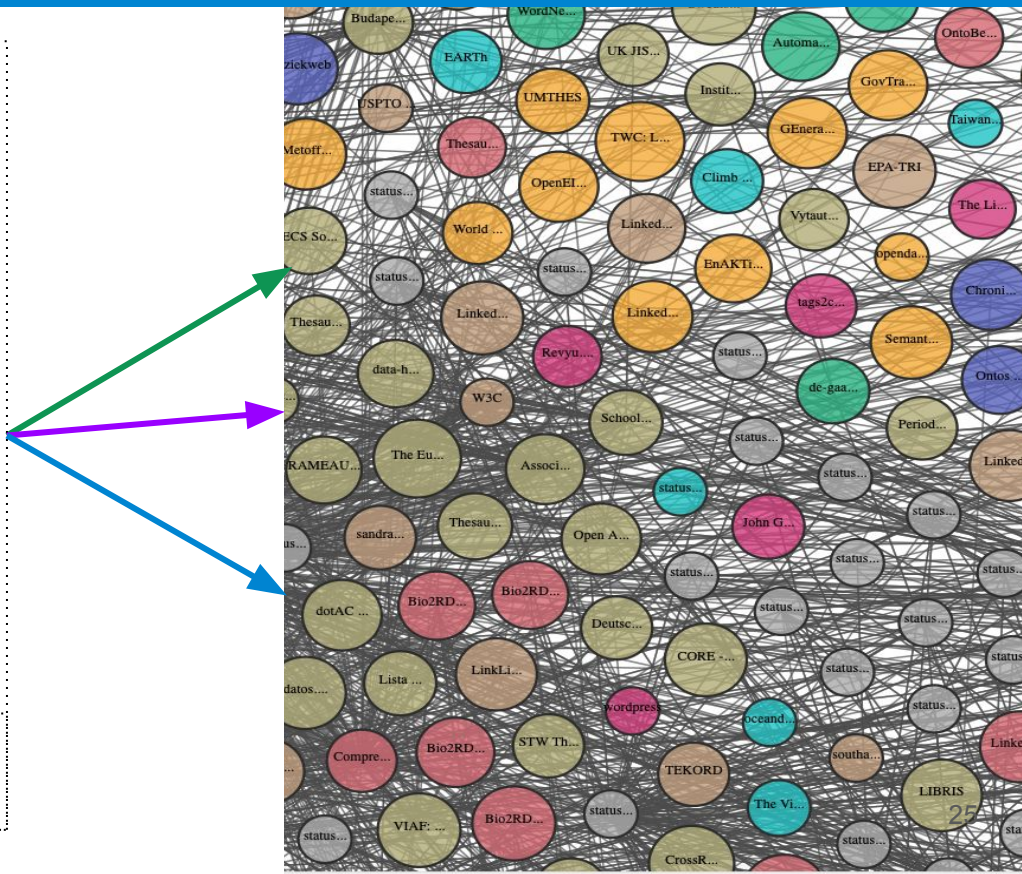 Budape...
WordNe...
OntoBe...
Automa...
UK JIS...
EARTh
ziekweb
GovTra...
Instit...
UMTHES
USPTO ...
Taiwan...
GEnera...
TWC: L...
Thesau...
Metoff...
EPA-TRI
Climb ...
OpenEI...
status...
The Li...
Vytaut...
Linked...
World ...
ECS So...
openda...
EnAKTi...
status...
status...
Chroni...
tags2c...
Linked...
Linked...
Thesau...
Semant...
Revyu....
status...
data-h...
Ontos ...
de-gaa...
W3C
...
School...
Period...
status...
The Eu...
Associ...
RAMEAU...
Linked
status...
status...
status...
Thesau...
John G...
sandra...
Open A...
us...
status...
status...
status...
Bio2RD...
Bio2RD...
dotAC ...
status...
Deutsc...
status...
CORE -...
status...
LinkLi...
status...
Lista ...
datos....
wordpress
status...
oceand...
STW Th...
Linke
Bio2RD...
Compre...
southa...
...
TEKORD
LIBRIS
The Vi...
status...
25
Bio2RD...
VIAF: ...
status...
status...
sta
CrossR...